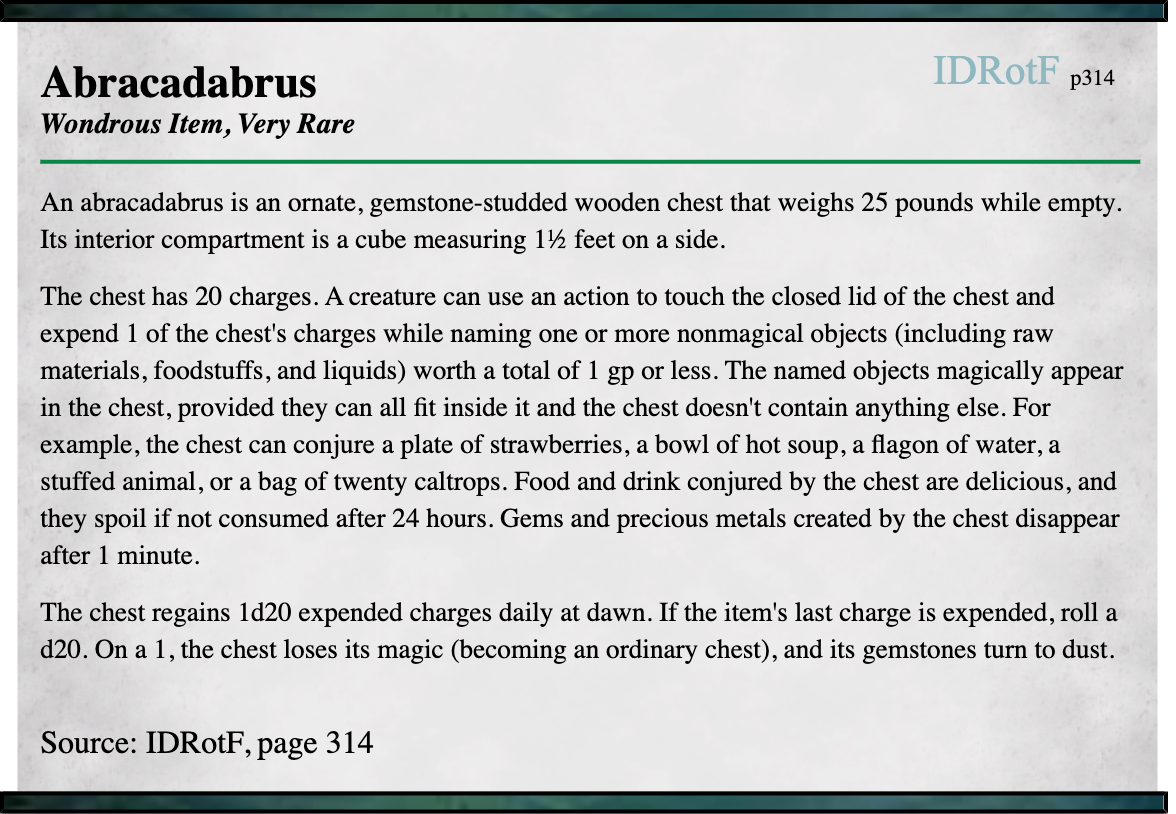 Abracadabrus
IDRotF p314
Wondrous Item, Very Rare
An abracadabrus is an ornate, gemstone-studded wooden chest that weighs 25 pounds while empty.
Its interior compartment is a cube measuring 1½ feet on a side.
The chest has 20 charges. A creature can use an action to touch the closed lid of the chest and
expend 1 of the chest's charges while naming one or more nonmagical objects (including raw
materials, foodstuffs, and liquids) worth a total of 1 gp or less. The named objects magically appear
in the chest, provided they can all fit inside it and the chest doesn't contain anything else. For
example, the chest can conjure a plate of strawberries, a bowl of hot soup, a flagon of water, a
stuffed animal, or a bag of twenty caltrops. Food and drink conjured by the chest are delicious, and
they spoil if not consumed after 24 hours. Gems and precious metals created by the chest disappear
after 1 minute.
The chest regains 1d20 expended charges daily at dawn. If the item's last charge is expended, roll a
d20. On a 1, the chest loses its magic (becoming an ordinary chest), and its gemstones turn to dust.
Source: IDRotF, page 314